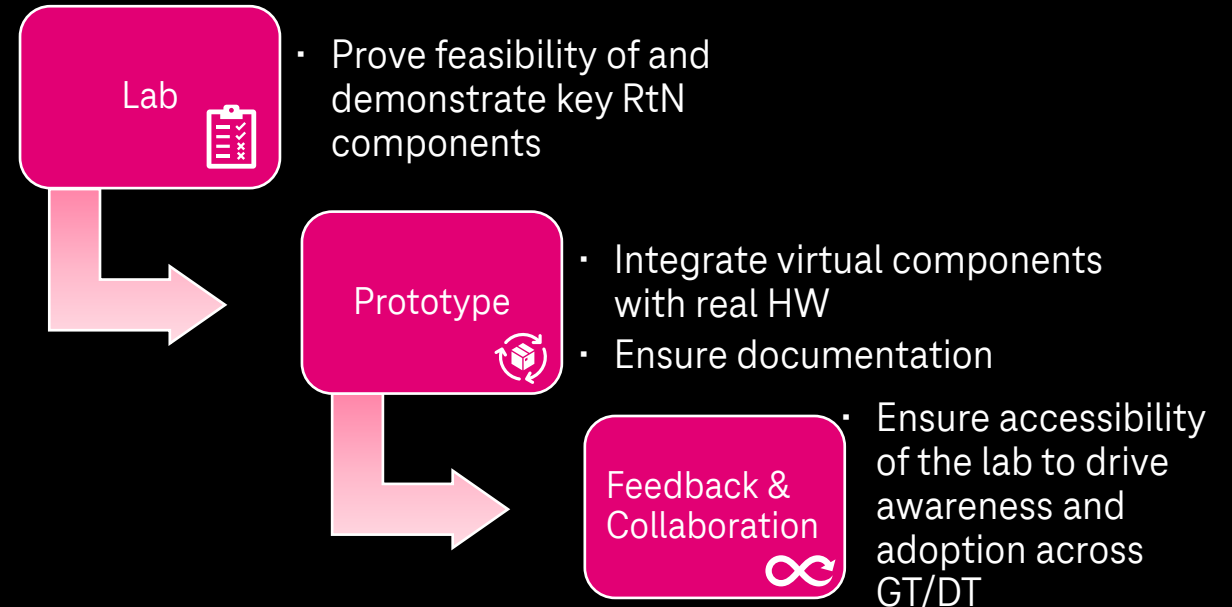 Lab
▪ Prove feasibility of and
demonstrate key RtN
components
Prototype
▪ Integrate virtual components
with real HW
▪ Ensure documentation
Feedback &
Collaboration
▪ Ensure accessibility
of the lab to drive
awareness and
adoption across
GT/DT